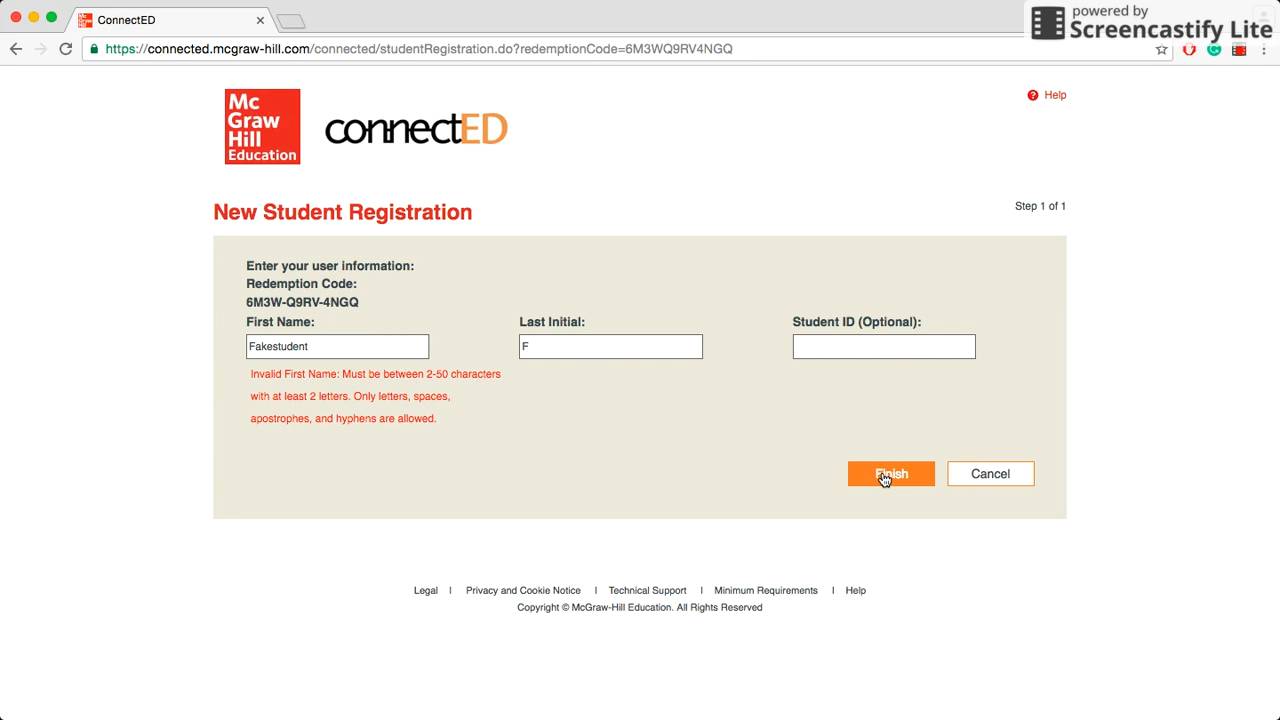 ConnectED
powered by
Screencastify Lite
https://connected.mcgraw-hill.com/connected/studentRegistration.do?redemptionCode=6M3WQ9RV4NGQ
Mc
Graw
Hill
Education
connectED
Help
New Student Registration
Step 1 of 1
Enter your user information:
Redemption Code:
6M3W-Q9RV-4NGQ
First Name:
Last Initial:
Student ID (Optional):
Fakestudent
F
Invalid First Name: Must be between 2-50 characters
with at least 2 letters. Only letters, spaces,
apostrophes, and hyphens are allowed.
Finish
Cancel
Legal | Privacy and Cookie Notice | Technical Support | Minimum Requirements | Help
Copyright © McGraw-Hill Education. All Rights Reserved